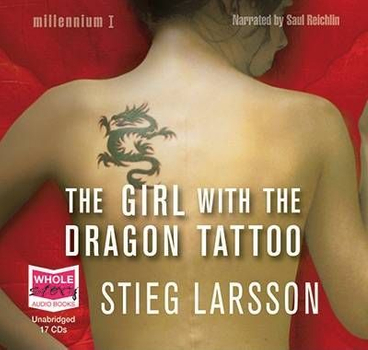 millennium I
Narrated by Saul Reichlin
THE GIRL WITH THE
DRAGON TATTOO
STIEG LARSSON
WHOLE
story
AUDIO BOOKS
Unabridged
17 CDs